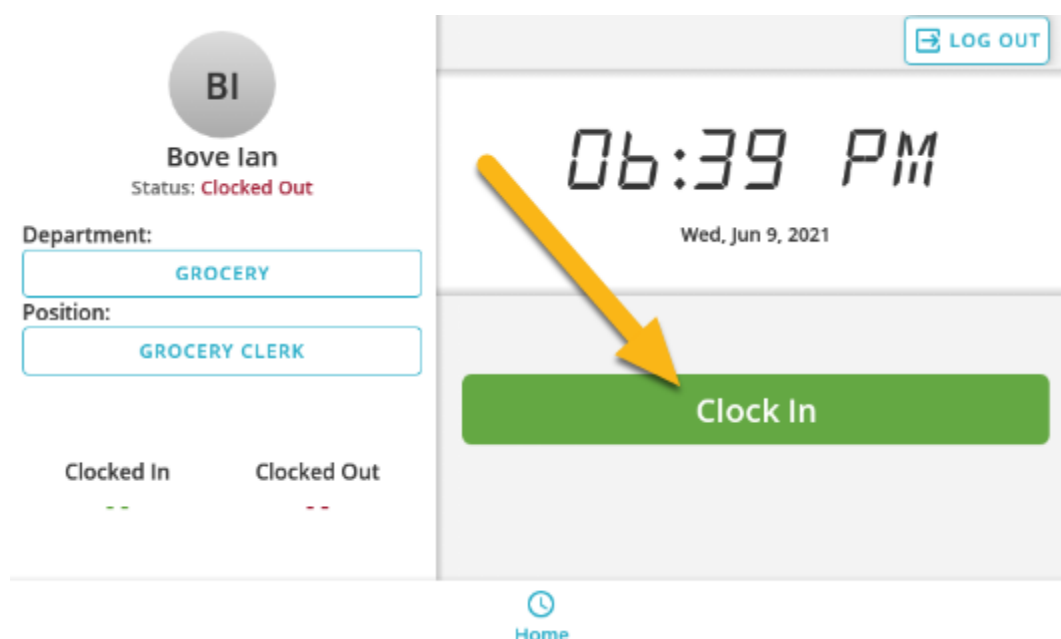 BI
Bove Ian
Status: Clocked Out
Department:
GROCERY
Position:
GROCERY CLERK
Clocked In Clocked Out
-- --
LOG OUT
06:39 PM
Wed, Jun 9, 2021
Clock In
Home